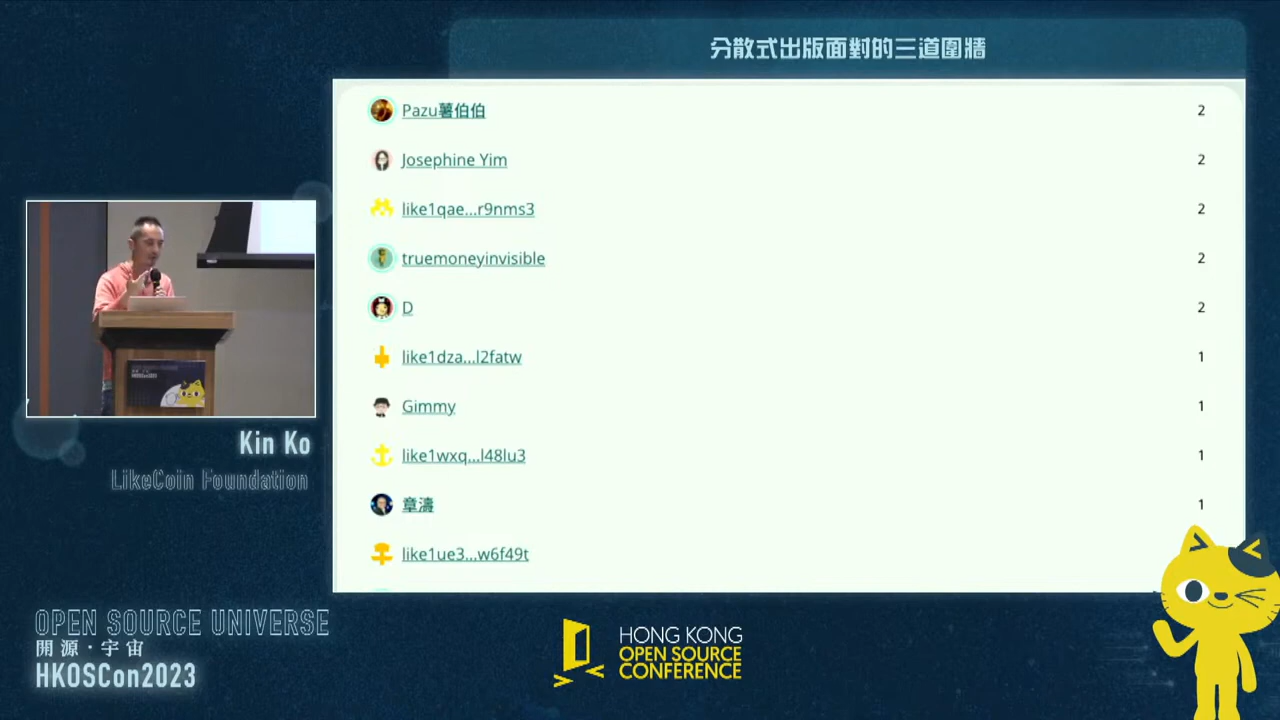 分散式出版面對的三道圍牆
Pazu薯伯伯 2
Josephine Yim 2
like1qae...r9nms3 2
truemoneyinvisible 2
D 2
like1dza...l2fatw 1
Gimmy 1
like1wxq...l48lu3 1
章濤 1
like1ue3...w6f49t
Kin Ko
LikeCoin Foundation
OPEN SOURCE UNIVERSE
開源·宇宙
HKOSCon2023
HONG KONG
OPEN SOURCE
CONFERENCE